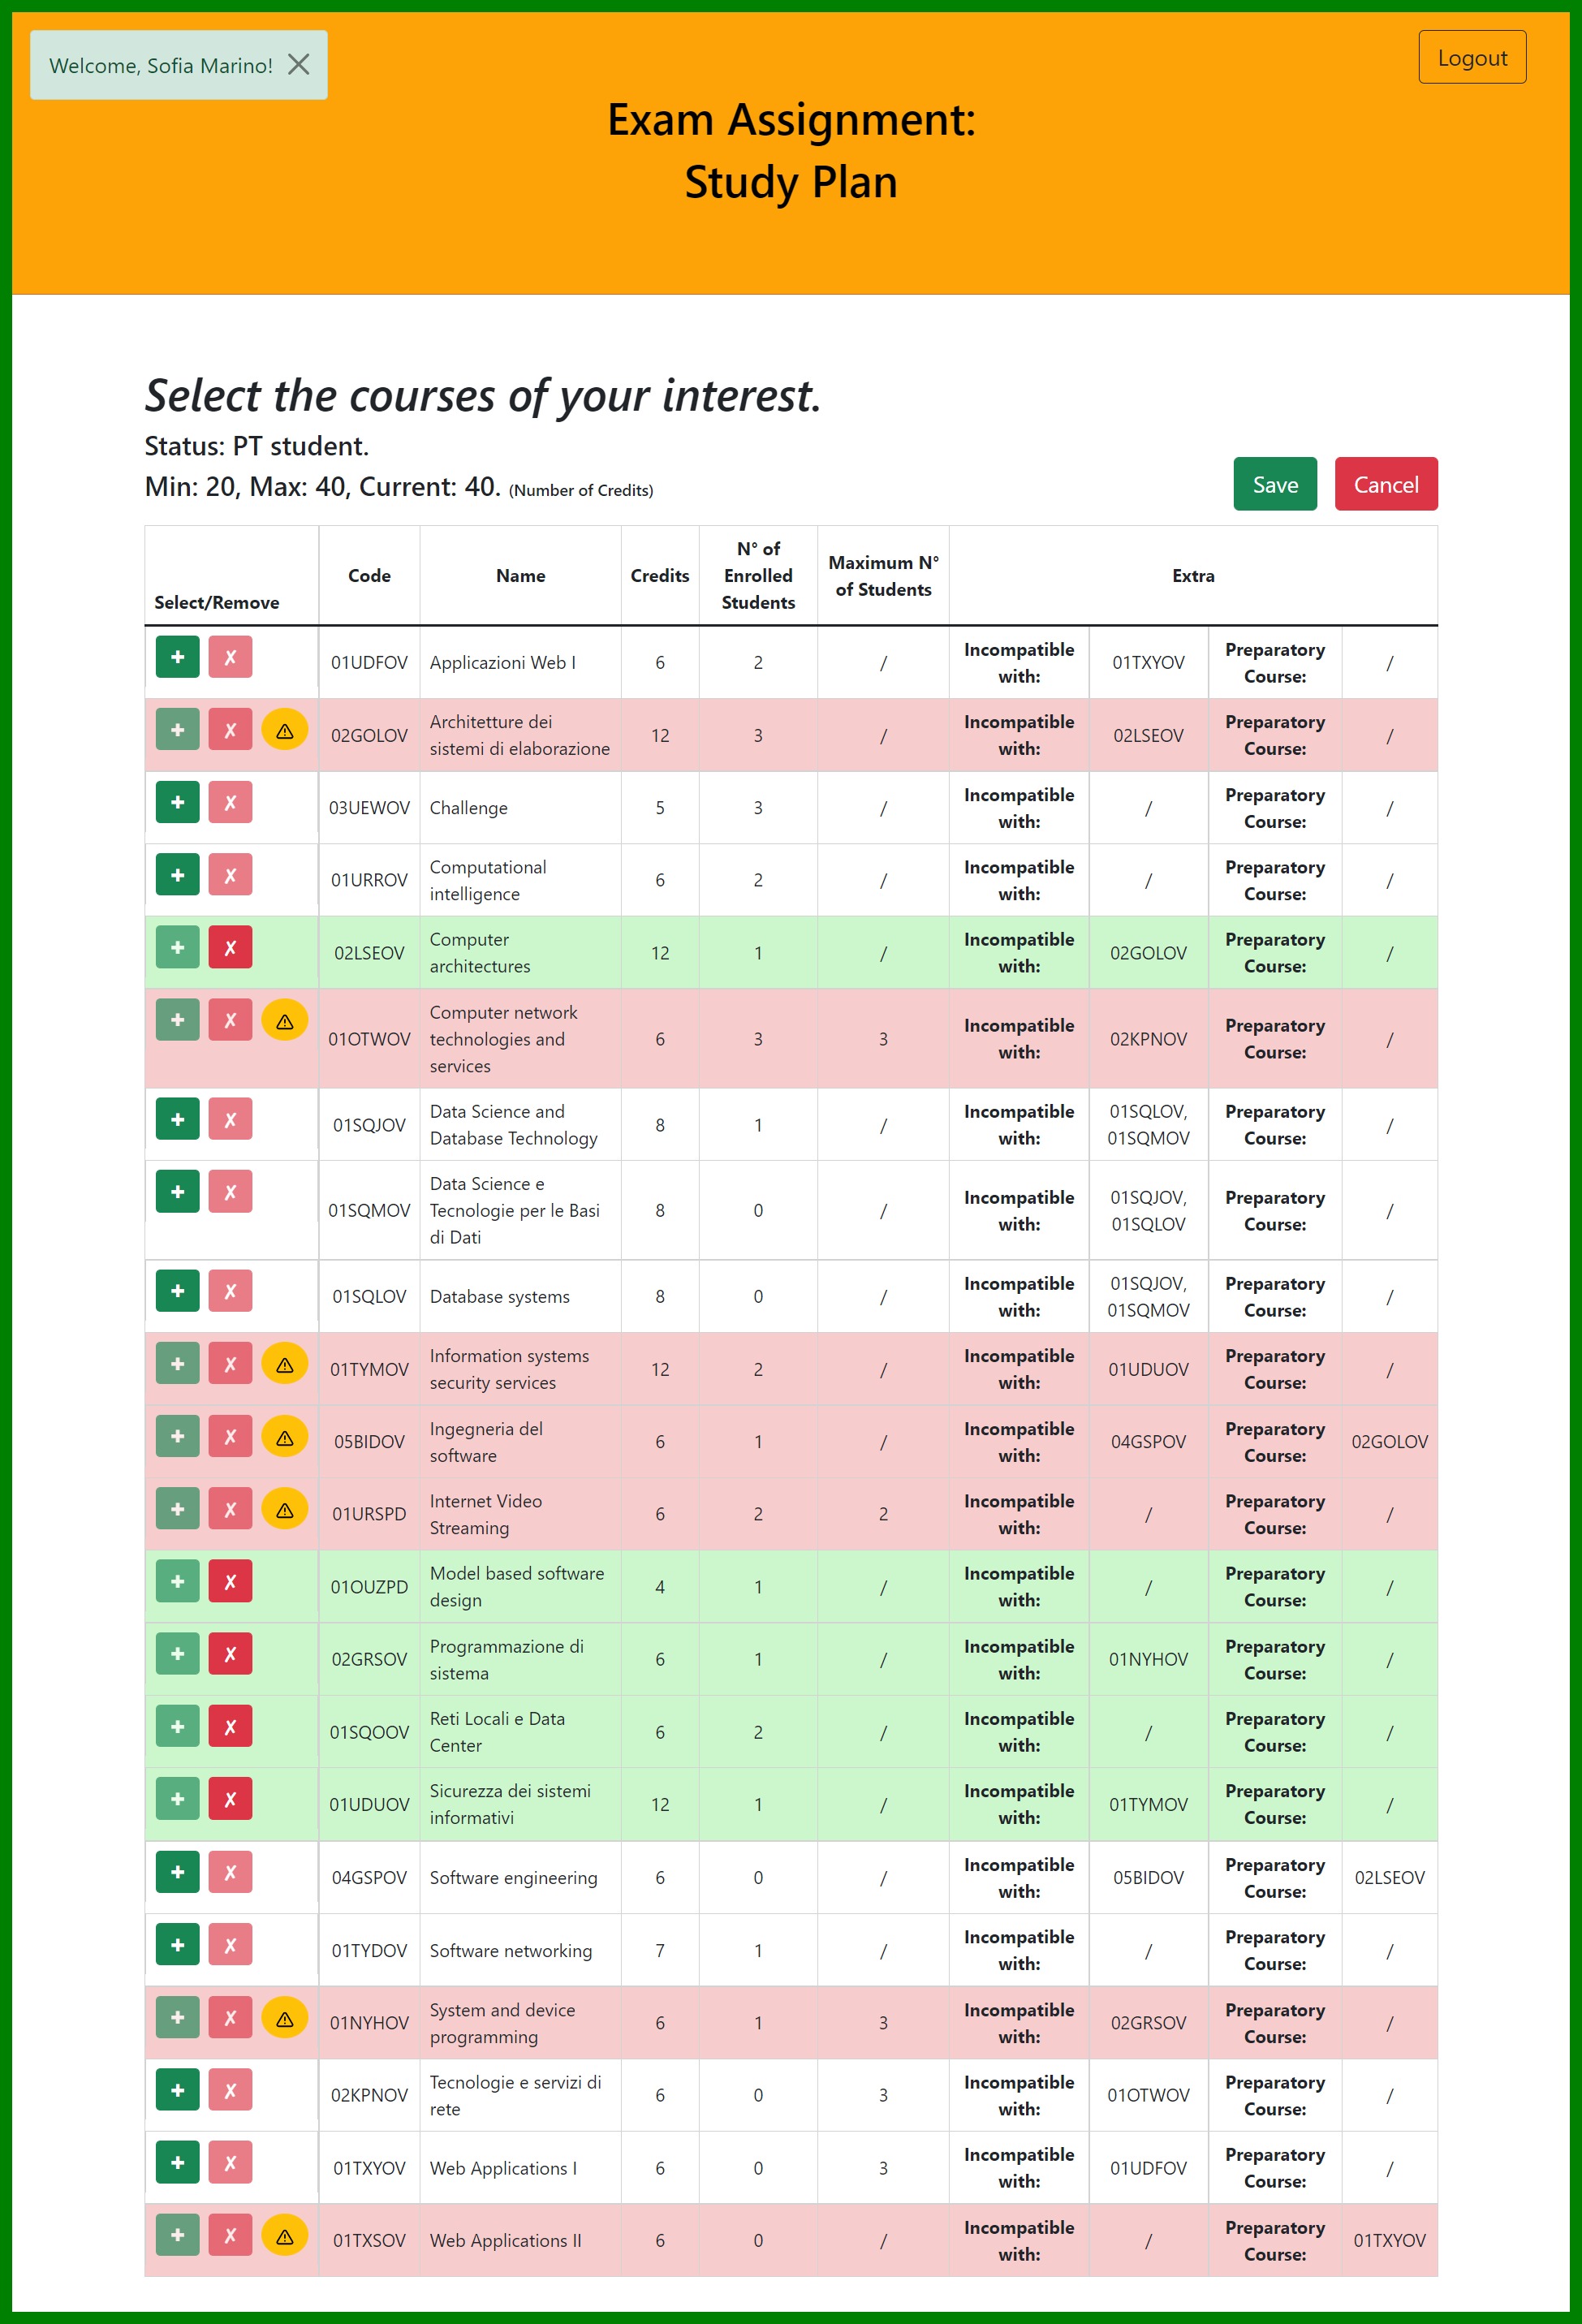 Welcome, Sofia Marino!
Logout
Exam Assignment:
Study Plan
Select the courses of your interest.
Status: PT student.
Min: 20, Max: 40, Current: 40. (Number of Credits)
Save Cancel
Select/Remove Code Name Credits N° of Enrolled Students Maximum N° of Students Extra
01UDFOV Applicazioni Web I 6 2 / Incompatible with: 01TXYOV Preparatory Course: /
02GOLOV Architetture dei sistemi di elaborazione 12 3 / Incompatible with: 02LSEOV Preparatory Course: /
03UEWOV Challenge 5 3 / Incompatible with: / Preparatory Course: /
01URROV Computational intelligence 6 2 / Incompatible with: / Preparatory Course: /
02LSEOV Computer architectures 12 1 / Incompatible with: 02GOLOV Preparatory Course: /
01OTWOV Computer network technologies and services 6 3 3 Incompatible with: 02KPNOV Preparatory Course: /
01SQJOV Data Science and Database Technology 8 1 / Incompatible with: 01SQLOV, 01SQMOV Preparatory Course: /
01SQMOV Data Science e Tecnologie per le Basi di Dati 8 0 / Incompatible with: 01SQJOV, 01SQLOV Preparatory Course: /
01SQLOV Database systems 8 0 / Incompatible with: 01SQJOV, 01SQMOV Preparatory Course: /
01TYMOV Information systems security services 12 2 / Incompatible with: 01UDUOV Preparatory Course: /
05BIDOV Ingegneria del software 6 1 / Incompatible with: 04GSPOV Preparatory Course: 02GOLOV
01URSPD Internet Video Streaming 6 2 2 Incompatible with: / Preparatory Course: /
01OUZPD Model based software design 4 1 / Incompatible with: / Preparatory Course: /
02GRSOV Programmazione di sistema 6 1 / Incompatible with: 01NYHOV Preparatory Course: /
01SQOOV Reti Locali e Data Center 6 2 / Incompatible with: / Preparatory Course: /
01UDUOV Sicurezza dei sistemi informativi 12 1 / Incompatible with: 01TYMOV Preparatory Course: /
04GSPOV Software engineering 6 0 / Incompatible with: 05BIDOV Preparatory Course: 02LSEOV
01TYDOV Software networking 7 1 / Incompatible with: / Preparatory Course: /
01NYHOV System and device programming 6 1 3 Incompatible with: 02GRSOV Preparatory Course: /
02KPNOV Tecnologie e servizi di rete 6 0 3 Incompatible with: 01OTWOV Preparatory Course: /
01TXYOV Web Applications I 6 0 3 Incompatible with: 01UDFOV Preparatory Course: /
01TXSOV Web Applications II 6 0 / Incompatible with: / Preparatory Course: 01TXYOV